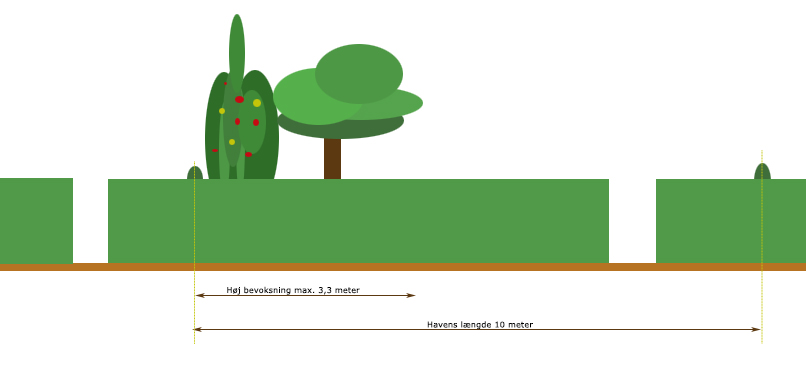 Høj bevoksning max. 3,3 meter
Havens længde 10 meter